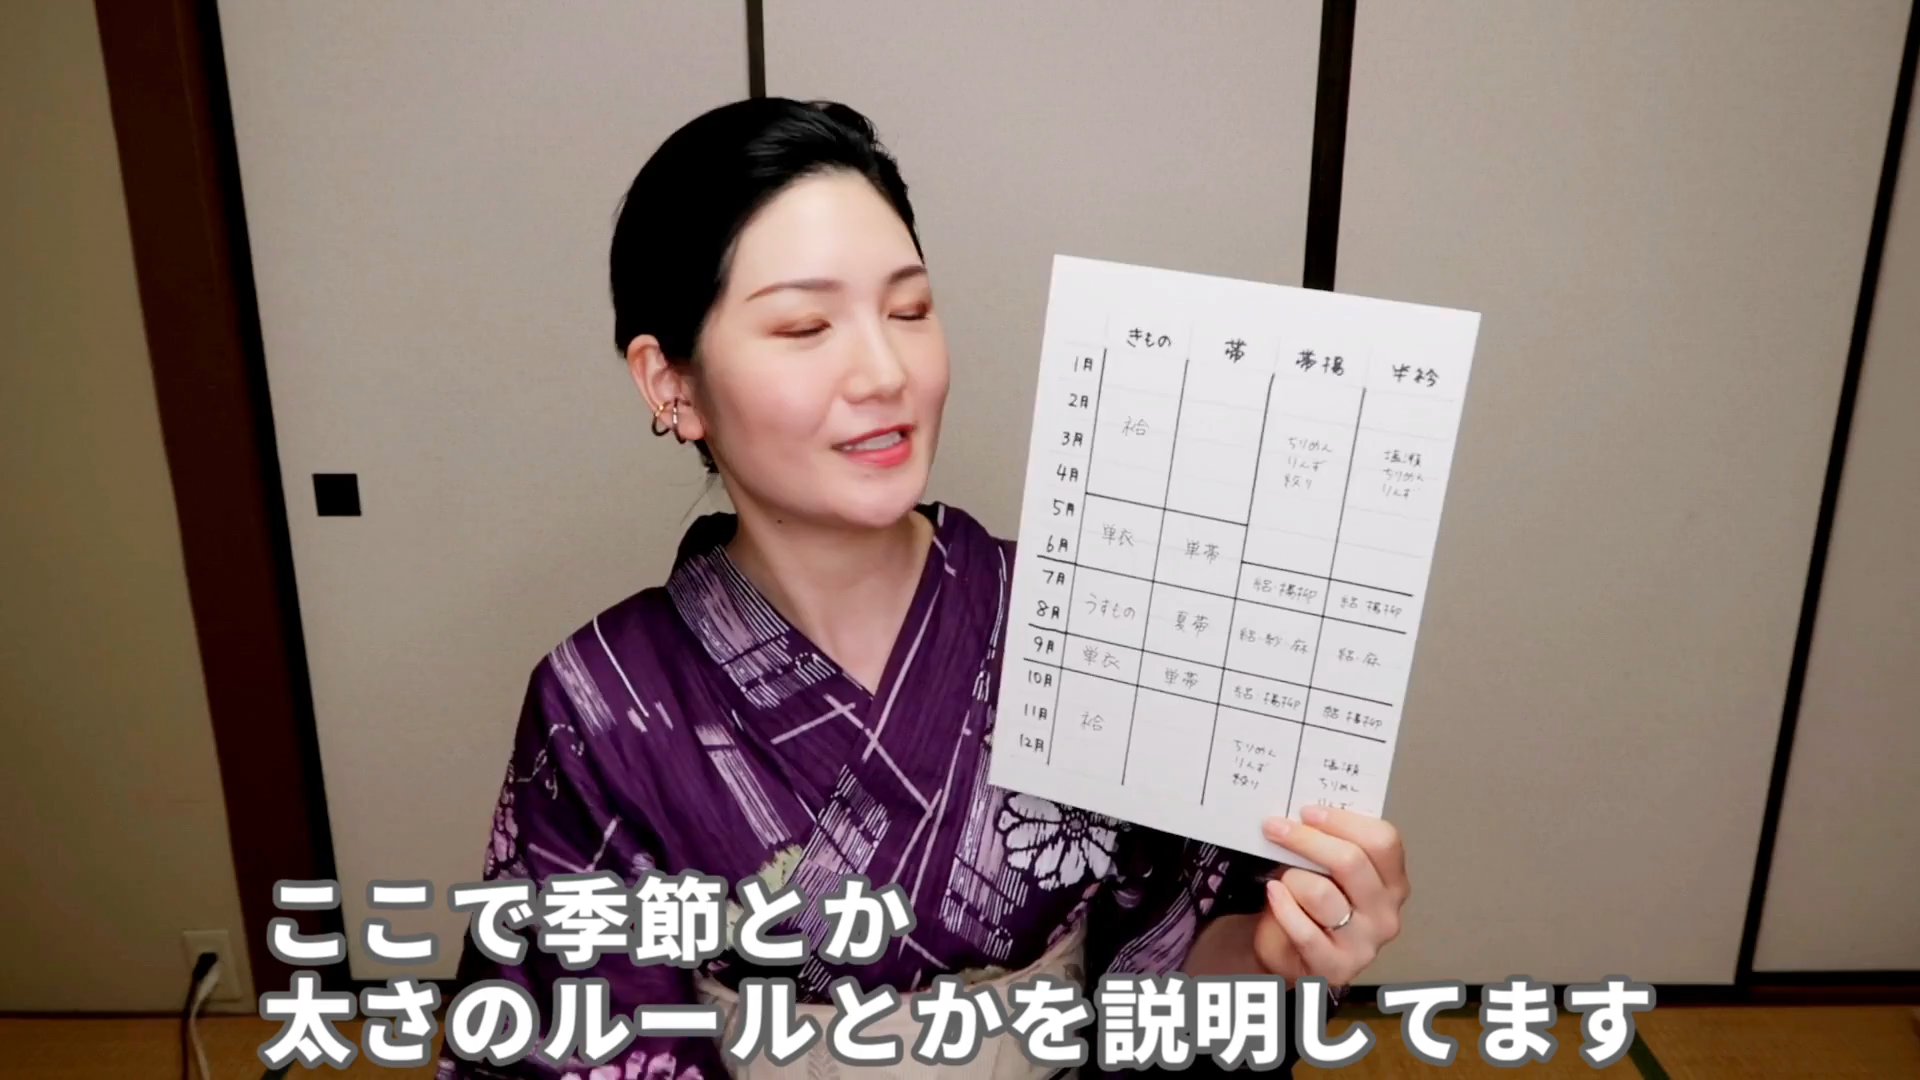 きもの
帯
帯揚
半衿
1月
2月
3月
4月
5月
6月
7月
8月
9月
10月
11月
12月
袷
ちりめん
りんず
絞り
塩瀬
ちりめん
りんず
単衣
単帯
絽・楊柳
絽 楊柳
うすもの
夏帯
絽・紗・麻
絽・麻
単衣
単帯
絽 楊柳
絽 楊柳
袷
ちりめん
りんず
絞り
塩瀬
ちりめん
りんず
ここで季節とか
太さのルールとかを説明してます